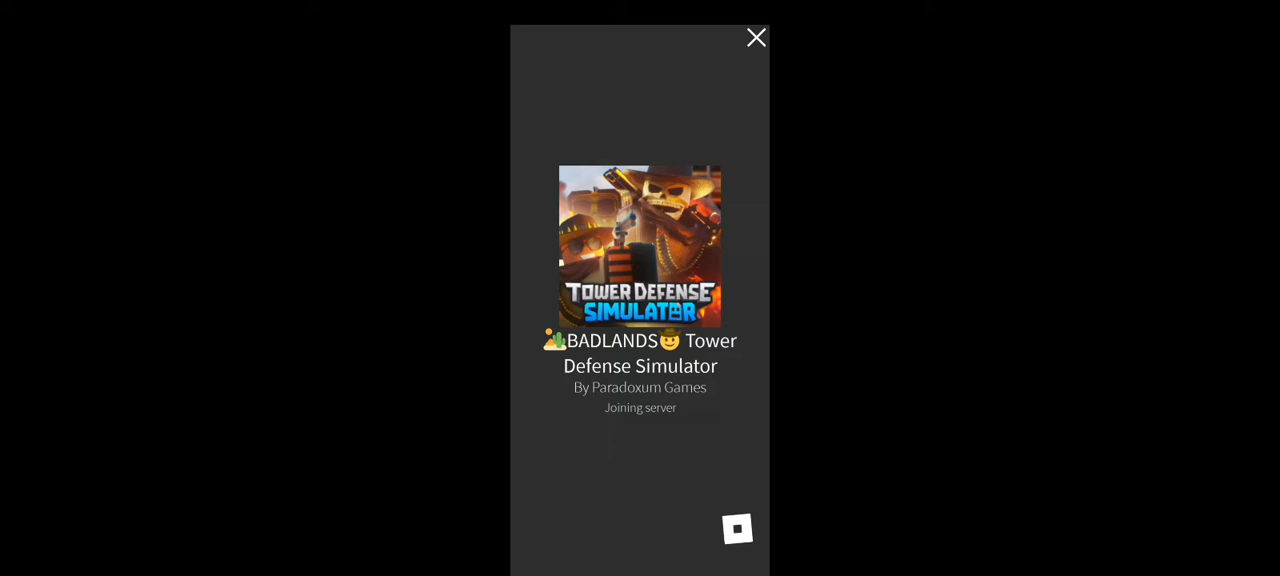 TOWER DEFENSE
SIMULATOR
🏜️BADLANDS🤠 Tower
Defense Simulator
By Paradoxum Games
Joining server